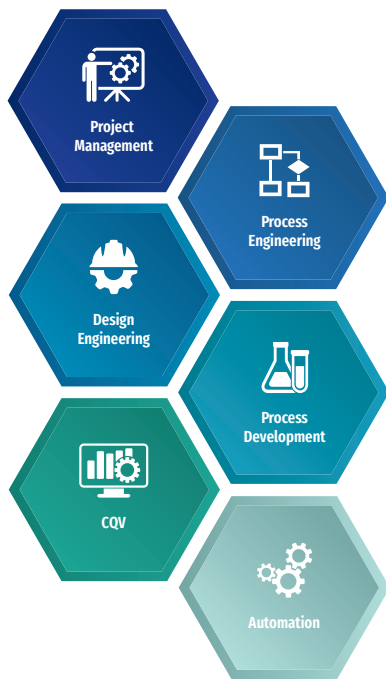 Project
Management
Process
Engineering
Design
Engineering
Process
Development
CQV
Automation